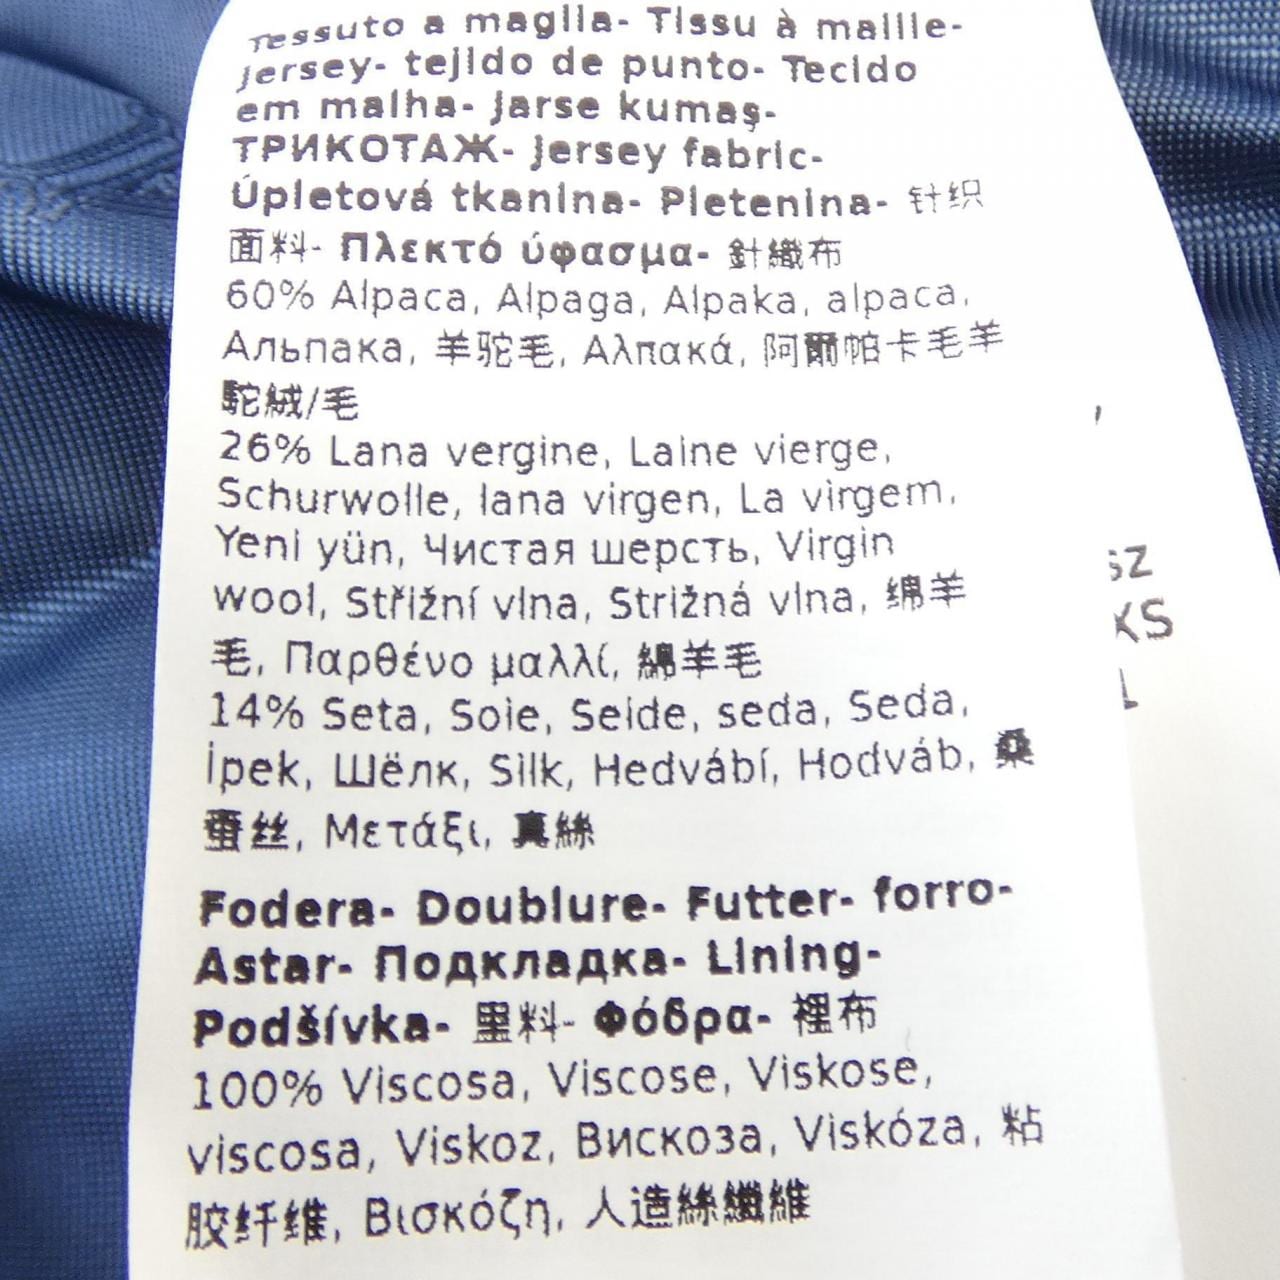 Tessuto a maglia- Tissu à maille-
Jersey- tejido de punto- Tecido
em malha- Jarse kumaş-
ТРИКОТАЖ- Jersey fabric-
Úpletová tkanina- Pletenina- 针织
面料- Πλεκτό ύφασμα- 針織布
60% Alpaca, Alpaga, Alpaka, alpaca,
Альпака, 羊驼毛, Αλπακά, 阿爾帕卡毛羊
駝絨/毛
26% Lana vergine, Laine vierge,
Schurwolle, lana virgen, La virgem,
Yeni yün, Чистая шерсть, Virgin
wool, Střižní vlna, Strižná vlna, 绵羊
毛, Παρθένο μαλλί, 綿羊毛
14% Seta, Soie, Seide, seda, Seda,
İpek, Шёлк, Silk, Hedvábí, Hodváb, 桑
蚕丝, Μετάξι, 真絲
Fodera- Doublure- Futter- forro-
Astar- Подкладка- Lining-
Podšívka- 里料- Φόδρα- 裡布
100% Viscosa, Viscose, Viskose,
viscosa, Viskoz, Вискоза, Viskóza, 粘
胶纤维, Βισκόζη, 人造絲纖維